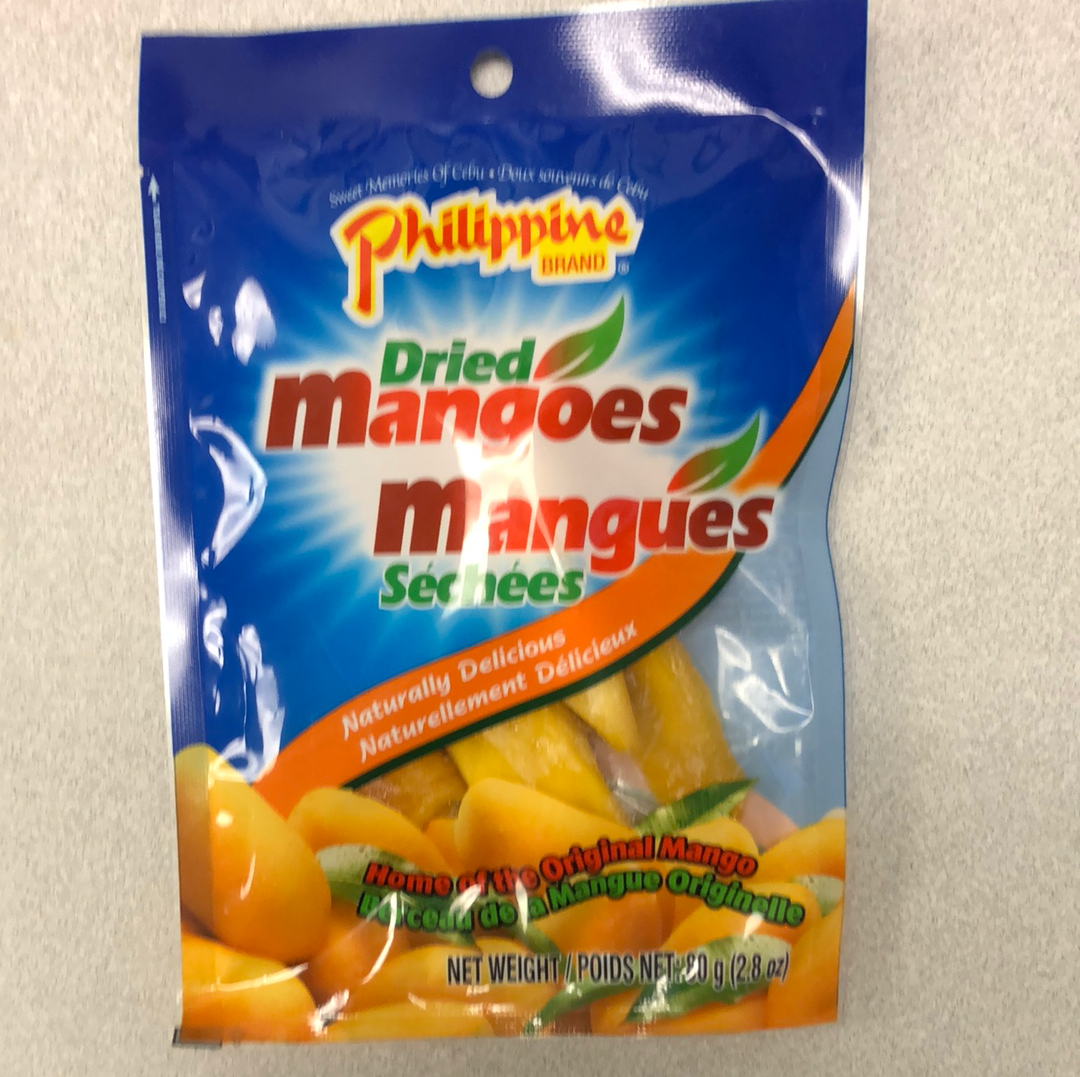 Sweet Memories Of Cebu • Doux souvenirs de Cebu
Philippine
BRAND ®
Dried
Mangoes
Mangues
Séchées
Naturally Delicious
Naturellement Délicieux
Home of the Original Mango
Berceau de la Mangue Originelle
NET WEIGHT / POIDS NET: 80 g (2.8 oz)